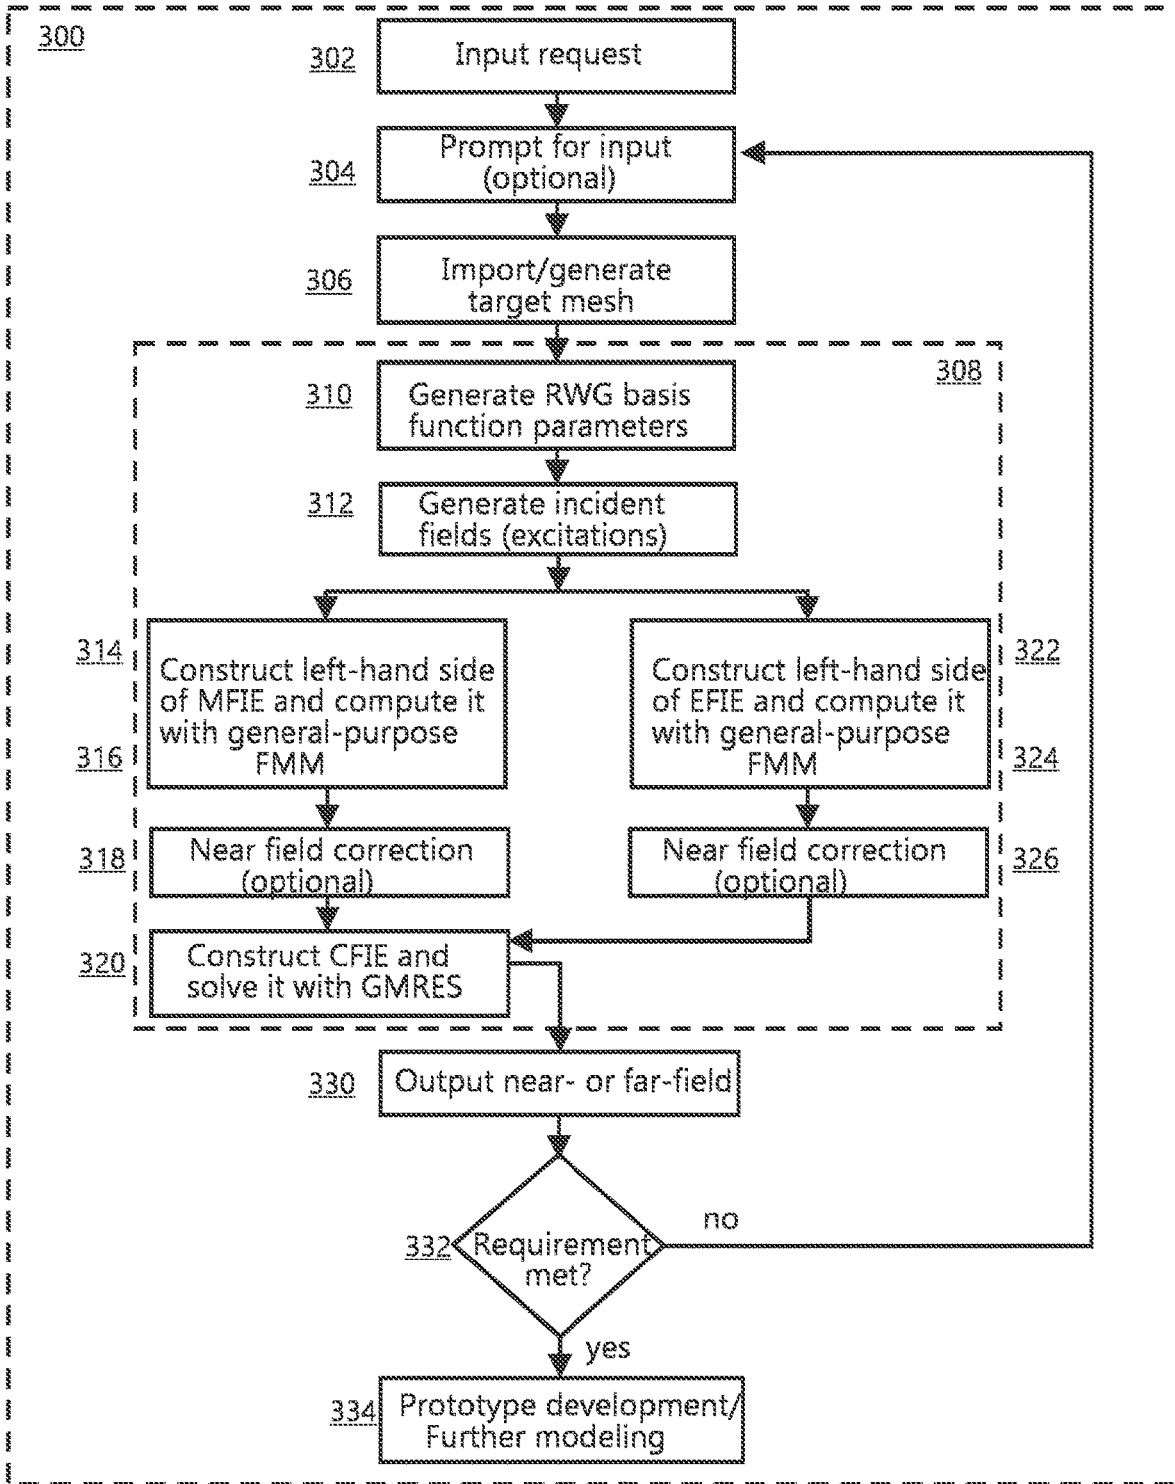 300
302
Input request
304
Prompt for input
(optional)
306
Import/generate
target mesh
308
310
Generate RWG basis
function parameters
312
Generate incident
fields (excitations)
314
Construct left-hand side
of MFIE and compute it
with general-purpose
FMM
316
322
Construct left-hand side
of EFIE and compute it
with general-purpose
FMM
324
318
Near field correction
(optional)
Near field correction
(optional)
326
320
Construct CFIE and
solve it with GMRES
330
Output near- or far-field
332
Requirement
met?
no
yes
334
Prototype development/
Further modeling